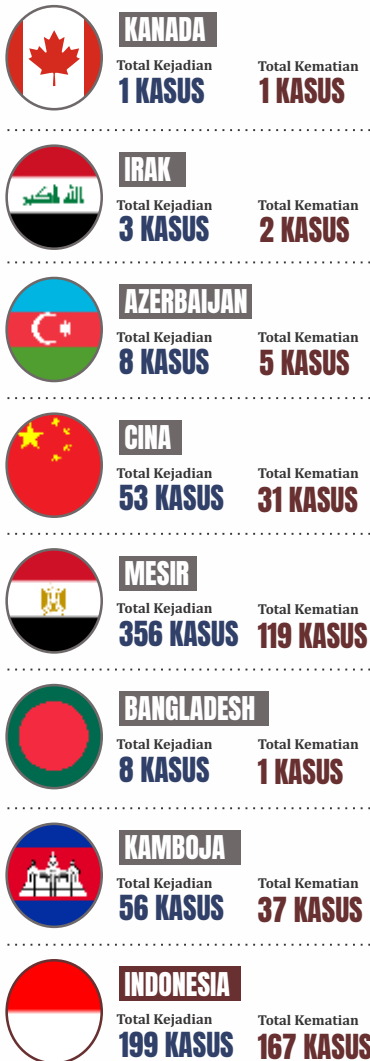 KANADA
Total Kejadian Total Kematian
1 KASUS 1 KASUS
IRAK
الله اكبر
Total Kejadian Total Kematian
3 KASUS 2 KASUS
AZERBAIJAN
Total Kejadian Total Kematian
8 KASUS 5 KASUS
CINA
Total Kejadian Total Kematian
53 KASUS 31 KASUS
MESIR
Total Kejadian Total Kematian
356 KASUS 119 KASUS
BANGLADESH
Total Kejadian Total Kematian
8 KASUS 1 KASUS
KAMBOJA
Total Kejadian Total Kematian
56 KASUS 37 KASUS
INDONESIA
Total Kejadian Total Kematian
199 KASUS 167 KASUS